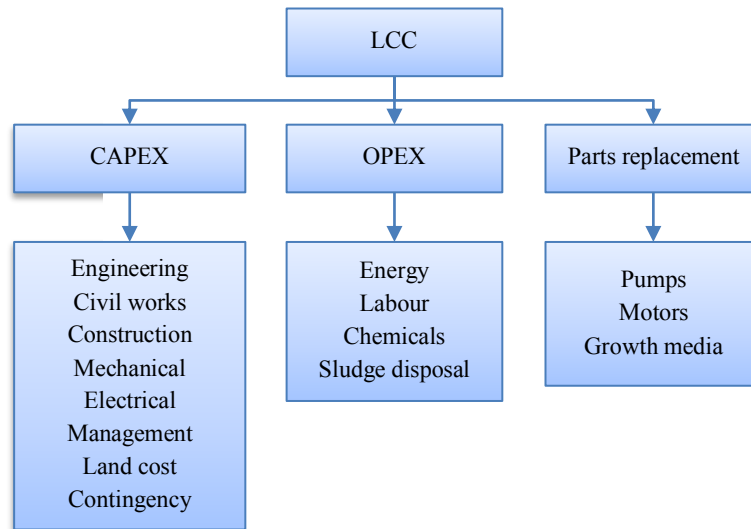 LCC
CAPEX
OPEX
Parts replacement
Engineering
Civil works
Construction
Mechanical
Electrical
Management
Land cost
Contingency
Energy
Labour
Chemicals
Sludge disposal
Pumps
Motors
Growth media